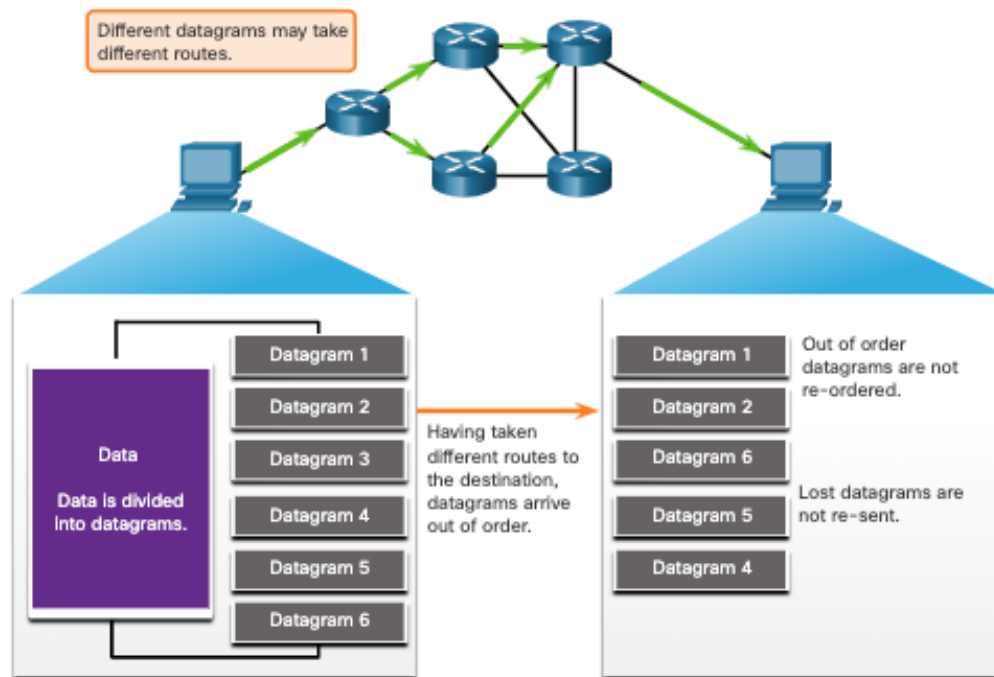 Different datagrams may take
different routes.
Data
Data is divided
into datagrams.
Datagram 1
Datagram 2
Datagram 3
Datagram 4
Datagram 5
Datagram 6
Having taken
different routes to
the destination,
datagrams arrive
out of order.
Datagram 1
Datagram 2
Datagram 6
Datagram 5
Datagram 4
Out of order
datagrams are not
re-ordered.
Lost datagrams are
not re-sent.